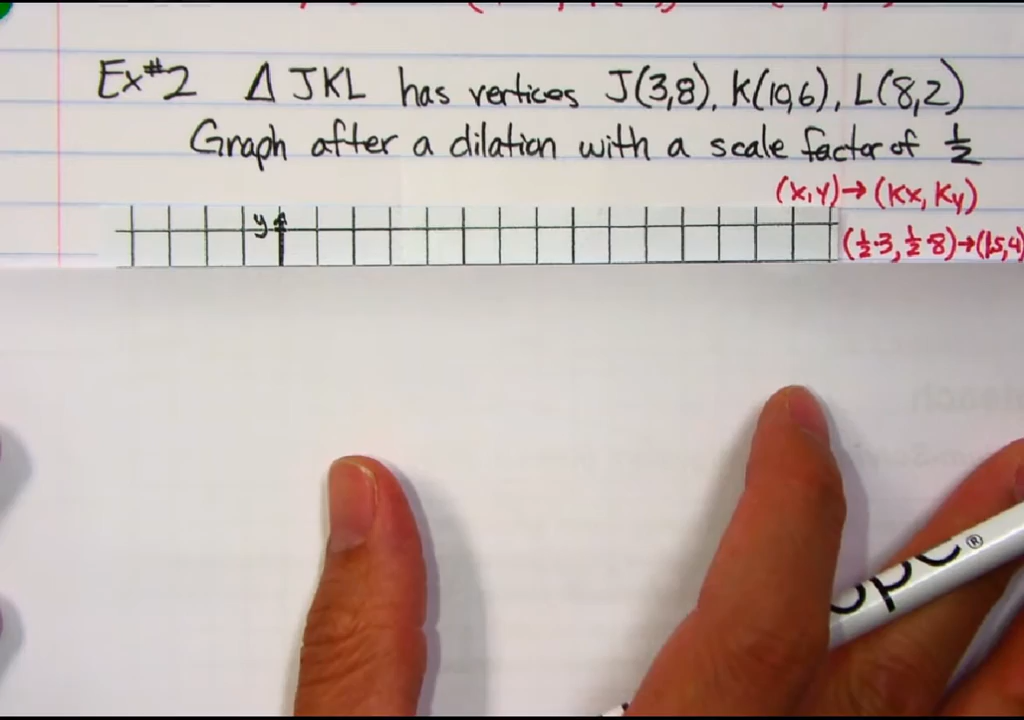 Ex#2 Δ JKL has vertices J(3,8), K(10,6), L(8,2)
Graph after a dilation with a scale factor of 1/2
(x,y)→(Kx, Ky)
y
(1/2·3, 1/2·8)→(1.5,4)
®